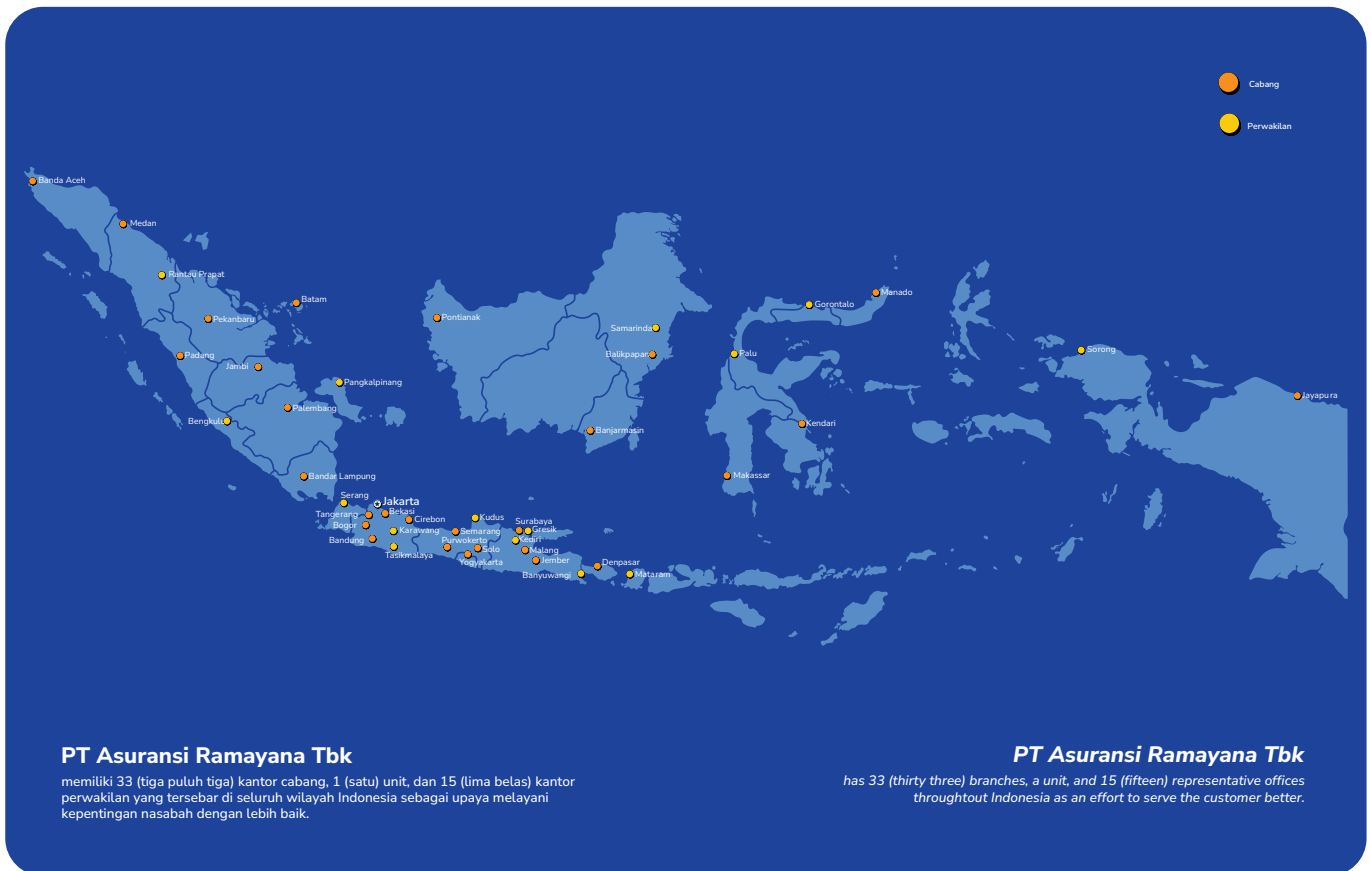 Cabang
Perwakilan
Banda Aceh
Medan
Rantau Prapat
Batam
Pekanbaru
Padang
Jambi
Pangkalpinang
Palembang
Bengkulu
Bandar Lampung
Pontianak
Samarinda
Balikpapan
Banjarmasin
Manado
Gorontalo
Palu
Kendari
Makassar
Sorong
Jayapura
Serang
Jakarta
Tangerang
Bekasi
Bogor
Cirebon
Karawang
Bandung
Tasikmalaya
Kudus
Semarang
Purwokerto
Solo
Yogyakarta
Surabaya
Gresik
Kediri
Malang
Jember
Banyuwangi
Denpasar
Mataram
PT Asuransi Ramayana Tbk
memiliki 33 (tiga puluh tiga) kantor cabang, 1 (satu) unit, dan 15 (lima belas) kantor
perwakilan yang tersebar di seluruh wilayah Indonesia sebagai upaya melayani
kepentingan nasabah dengan lebih baik.
PT Asuransi Ramayana Tbk
has 33 (thirty three) branches, a unit, and 15 (fifteen) representative offices
throughtout Indonesia as an effort to serve the customer better.